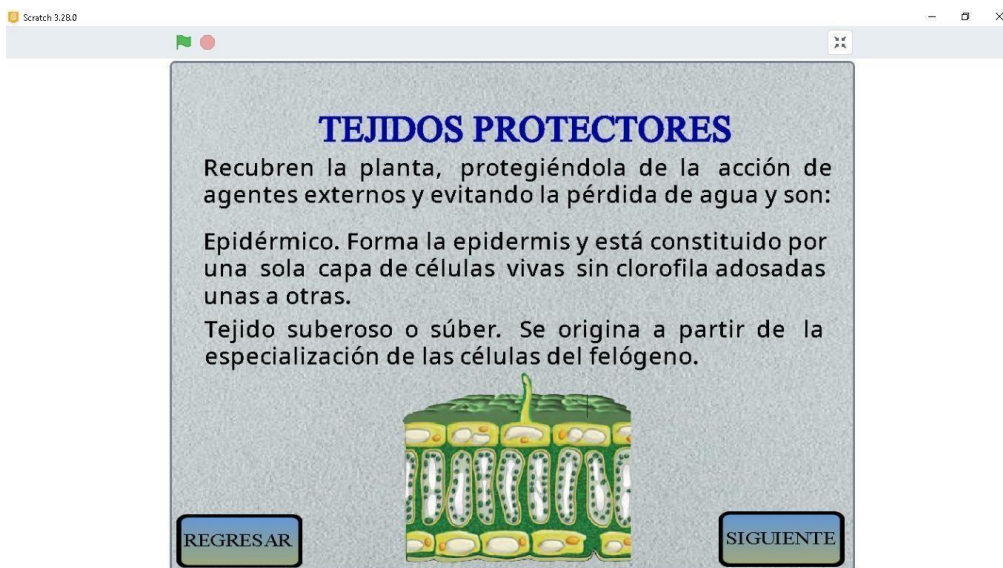 Scratch 3.28.0
TEJIDOS PROTECTORES
Recubren la planta, protegiéndola de la acción de
agentes externos y evitando la pérdida de agua y son:
Epidérmico. Forma la epidermis y está constituido por
una sola capa de células vivas sin clorofila adosadas
unas a otras.
Tejido suberoso o súber. Se origina a partir de la
especialización de las células del felógeno.
REGRESAR
SIGUIENTE